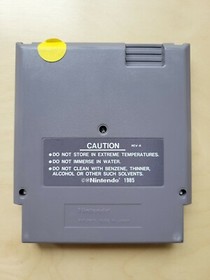 CAUTION
REV-A
●DO NOT STORE IN EXTREME TEMPERATURES.
●DO NOT IMMERSE IN WATER.
●DO NOT CLEAN WITH BENZENE, THINNER,
ALCOHOL OR OTHER SUCH SOLVENTS.
©®Nintendo 1985